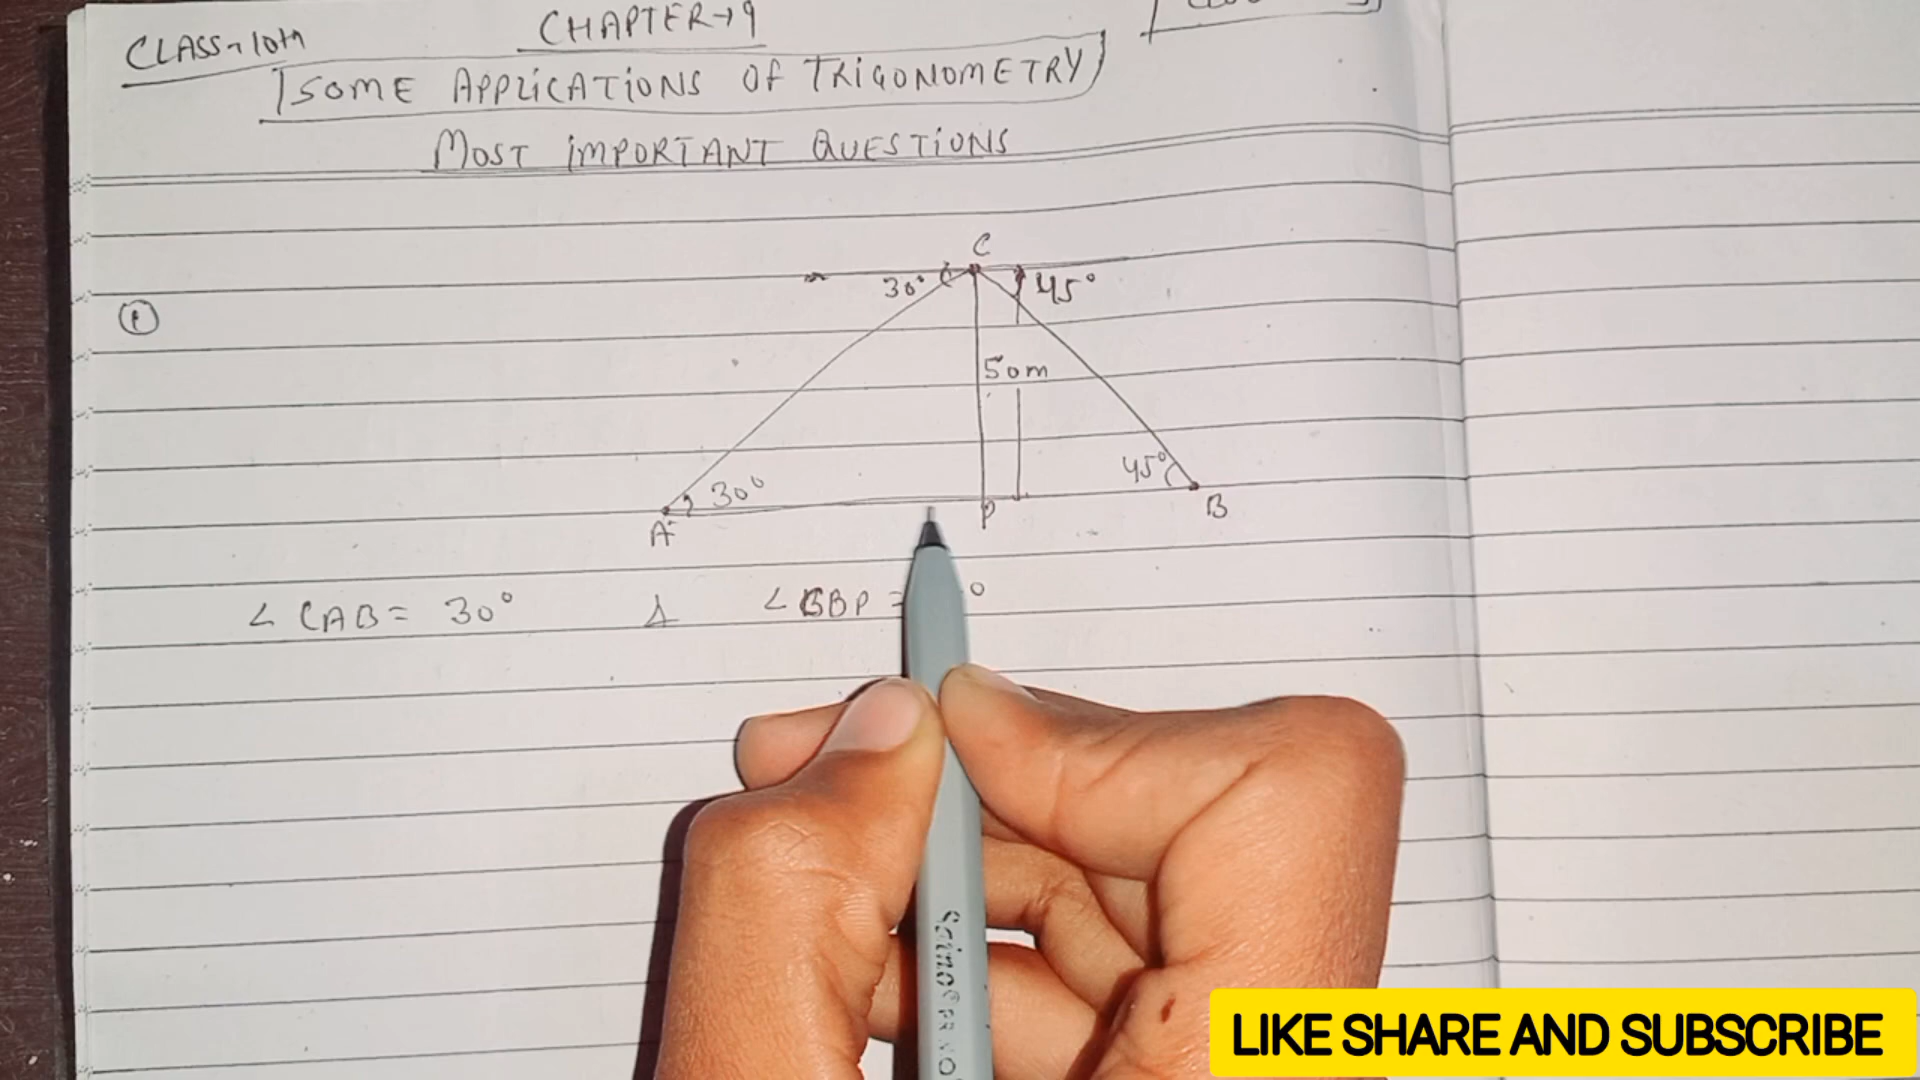 CLASS→10th
CHAPTER→9
SOME APPLiCATiONS Of TRiGONOMETRY
MOST iMPORTANT QUESTiONS
C
30° 45°
①
50m
30° 45°
A P B
∠ CAB = 30° & ∠ CBP = °
LIKE SHARE AND SUBSCRIBE